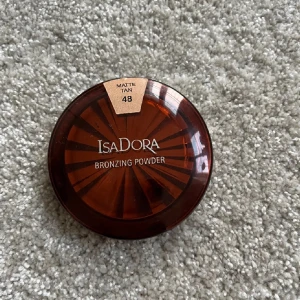 MATTE
TAN
48
ISADORA
BRONZING POWDER